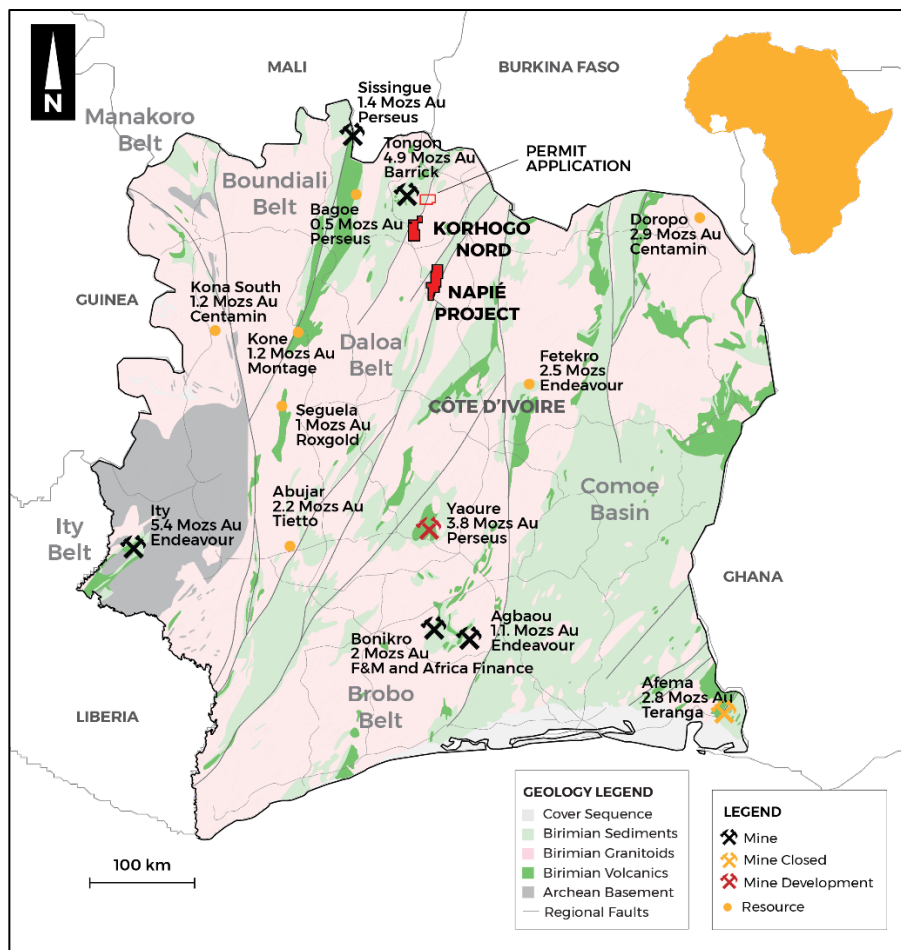 MALI
BURKINA FASO
N
Manakoro
Belt
Sissingue
1.4 Mozs Au
Perseus
Tongon
4.9 Mozs Au
Barrick
PERMIT
APPLICATION
Boundiali
Belt
Bagoe
0.5 Mozs Au
Perseus
KORHOGO
NORD
Doropo
2.9 Mozs Au
Centamin
GUINEA
Kona South
1.2 Mozs Au
Centamin
NAPIÉ
PROJECT
Kone
1.2 Mozs Au
Montage
Daloa
Belt
Fetekro
2.5 Mozs
Endeavour
CÔTE D'IVOIRE
Seguela
1 Mozs Au
Roxgold
Comoe
Basin
Abujar
2.2 Mozs Au
Tietto
Yaoure
3.8 Mozs Au
Perseus
Ity
5.4 Mozs Au
Endeavour
Ity
Belt
GHANA
Bonikro
2 Mozs Au
F&M and Africa Finance
Agbaou
1.1. Mozs Au
Endeavour
Brobo
Belt
Afema
2.8 Mozs Au
Teranga
LIBERIA
100 km
GEOLOGY LEGEND
Cover Sequence
Birimian Sediments
Birimian Granitoids
Birimian Volcanics
Archean Basement
Regional Faults
LEGEND
Mine
Mine Closed
Mine Development
Resource